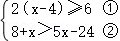 2(x-4)≥6 ①
8+x>5x-24 ②